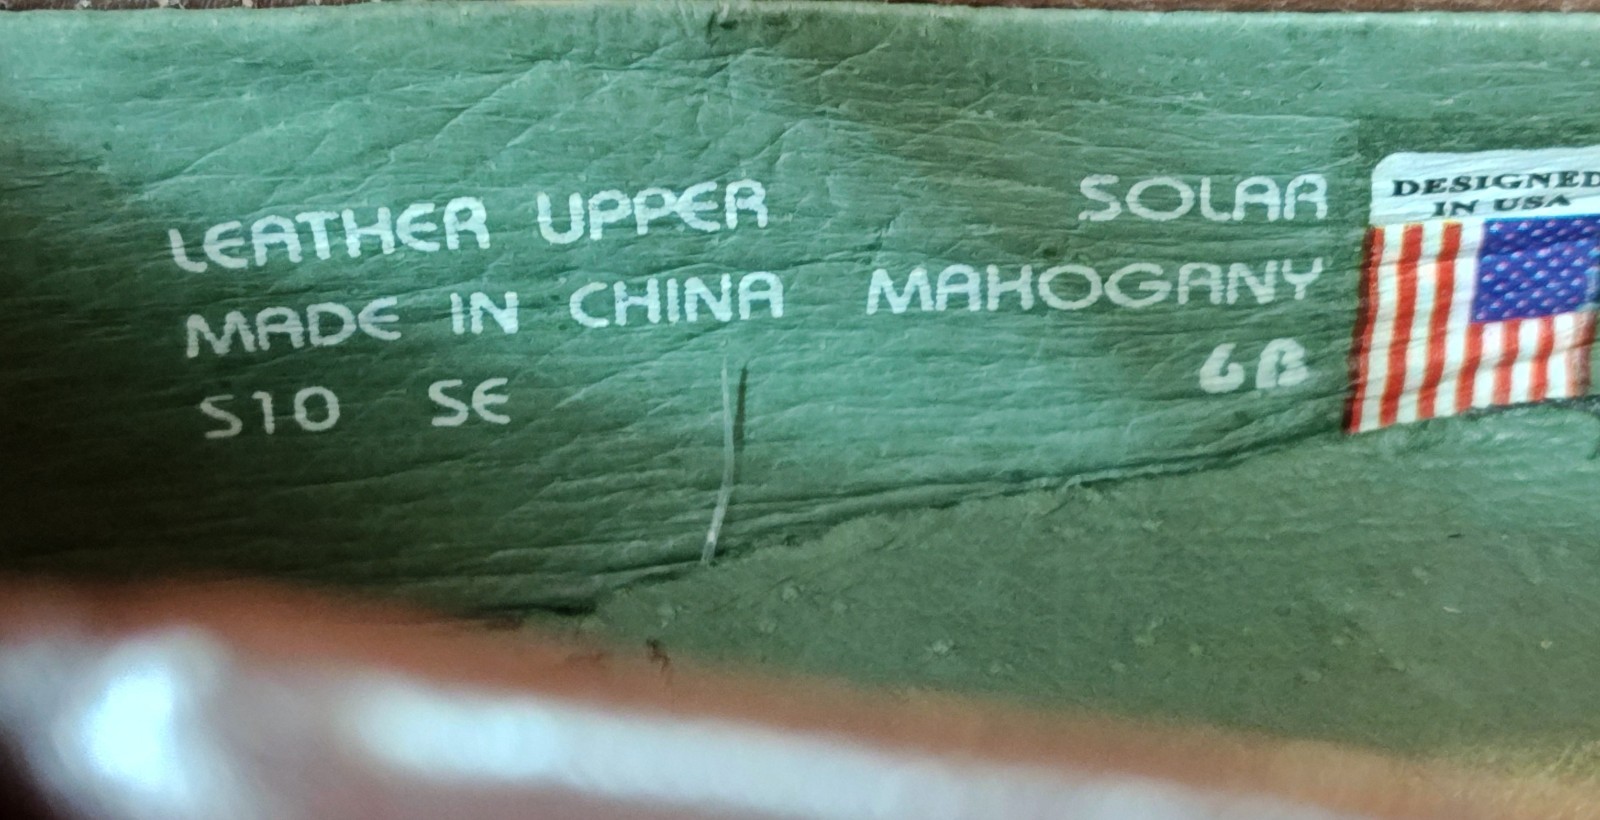 LEATHER UPPER
MADE IN CHINA
S10 SE
SOLAR
MAHOGANY
6B
DESIGNED
IN USA